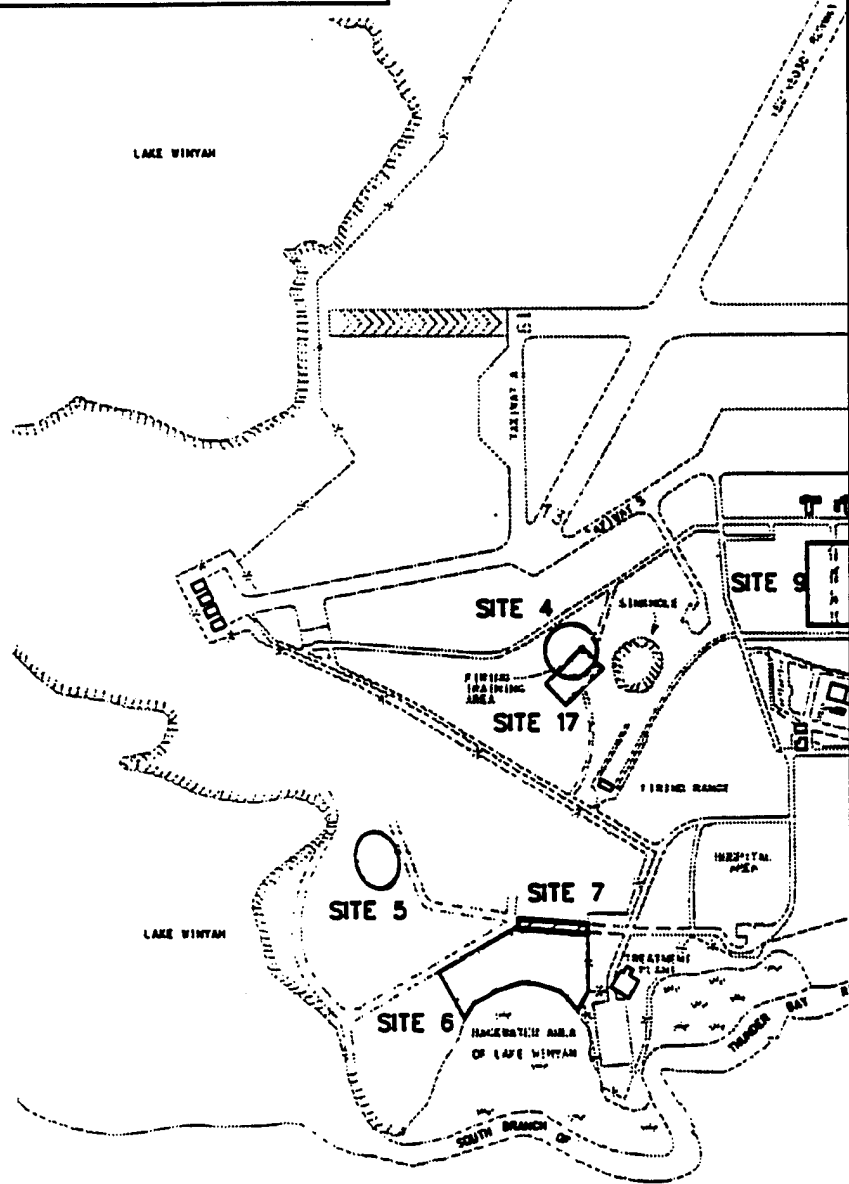 LAKE WINYAH
TAXIWAY A
SITE 4
SINKHOLE
SITE 9
FIRING
TRAINING
AREA
SITE 17
FIRING RANGE
HOSPITAL
AREA
SITE 7
SITE 5
LAKE WINYAH
TREATMENT
PLANT
SITE 6
BACKWATER AREA
OF LAKE WINYAH
THUNDER BAY
SOUTH BRANCH OF